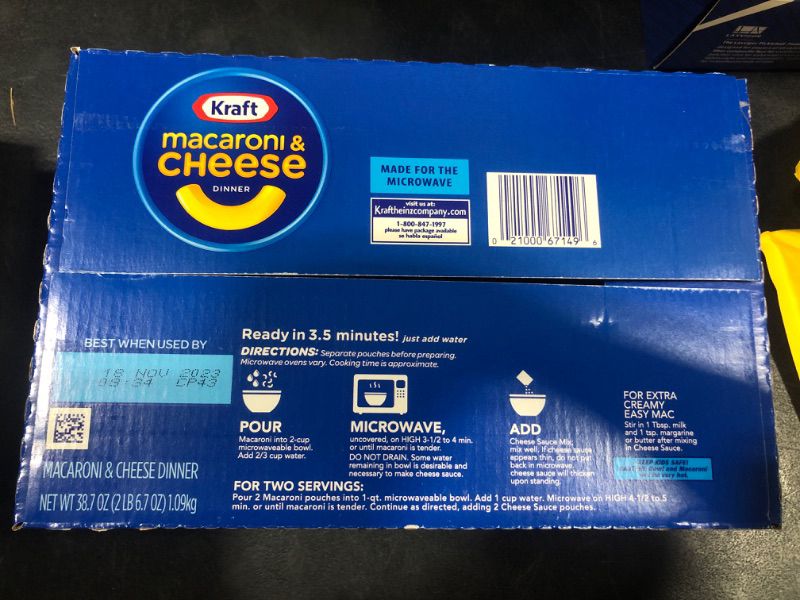 Kraft
macaroni &
CHeese
DINNER
MADE FOR THE
MICROWAVE
visit us at:
Kraftheinzcompany.com
1-800-847-1997
please have package available
se habla español
0 21000 67149 6
BEST WHEN USED BY
18 NOV 2023
09:34 CP43
Ready in 3.5 minutes! just add water
DIRECTIONS: Separate pouches before preparing.
Microwave ovens vary. Cooking time is approximate.
POUR
Macaroni into 2-cup
microwaveable bowl.
Add 2/3 cup water.
MICROWAVE,
uncovered, on HIGH 3-1/2 to 4 min.
or until macaroni is tender.
DO NOT DRAIN. Some water
remaining in bowl is desirable and
necessary to make cheese sauce.
ADD
Cheese Sauce Mix;
mix well. If cheese sauce
appears thin, do not put
back in microwave.
Cheese sauce will thicken
upon standing.
FOR EXTRA
CREAMY
EASY MAC
Stir in 1 Tbsp. milk
and 1 tsp. margarine
or butter after mixing
in Cheese Sauce.
KEEP KIDS SAFE!
Bowl and Macaroni
very hot.
MACARONI & CHEESE DINNER
NET WT 38.7 OZ (2 LB 6.7 OZ) 1.09kg
FOR TWO SERVINGS:
Pour 2 Macaroni pouches into 1-qt. microwaveable bowl. Add 1 cup water. Microwave on HIGH 4-1/2 to 5
min. or until macaroni is tender. Continue as directed, adding 2 Cheese Sauce pouches.